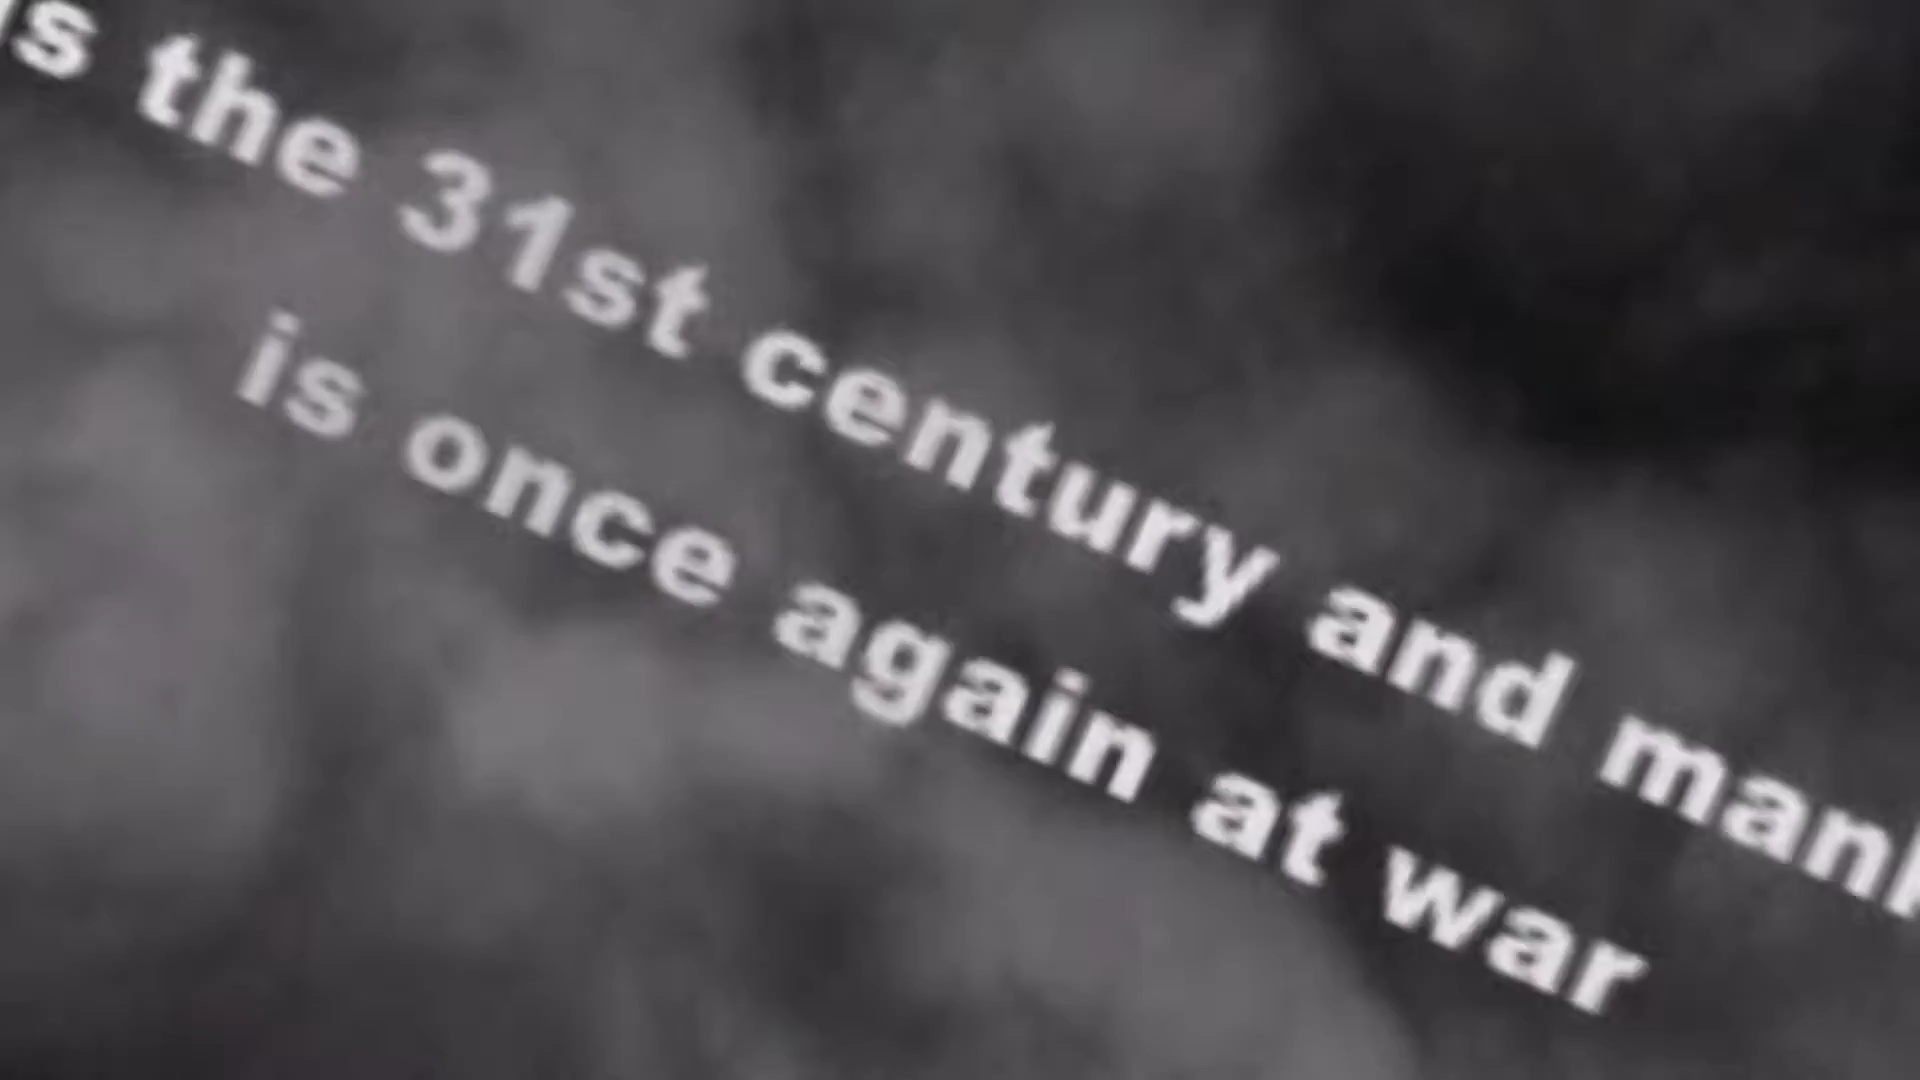 the 31st century and
is once again at war